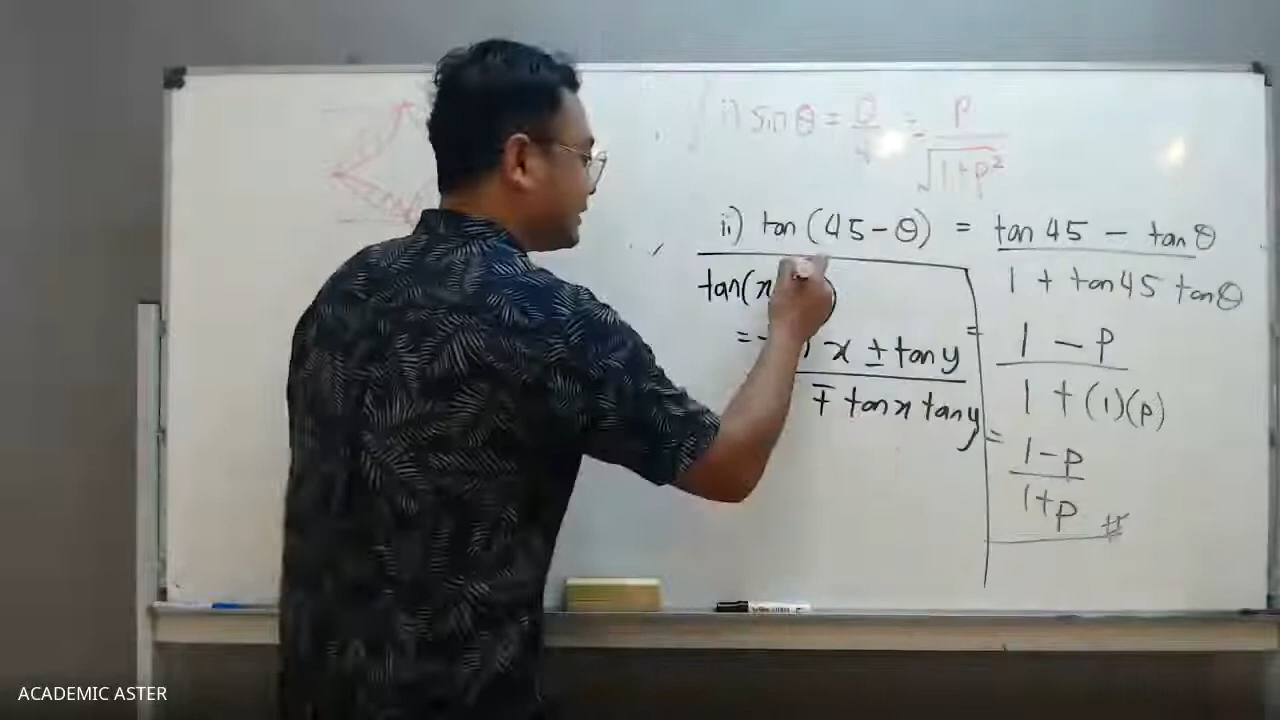 i) sin θ = O/4 = P/√(1+P²)
ii) tan (45 - θ) = (tan 45 - tan θ)/(1 + tan 45 tan θ)
tan(x
= x ± tan y
∓ tan x tan y
= (1 - P)/(1 + (1)(P))
= (1 - P)/(1 + P) #
ACADEMIC ASTER